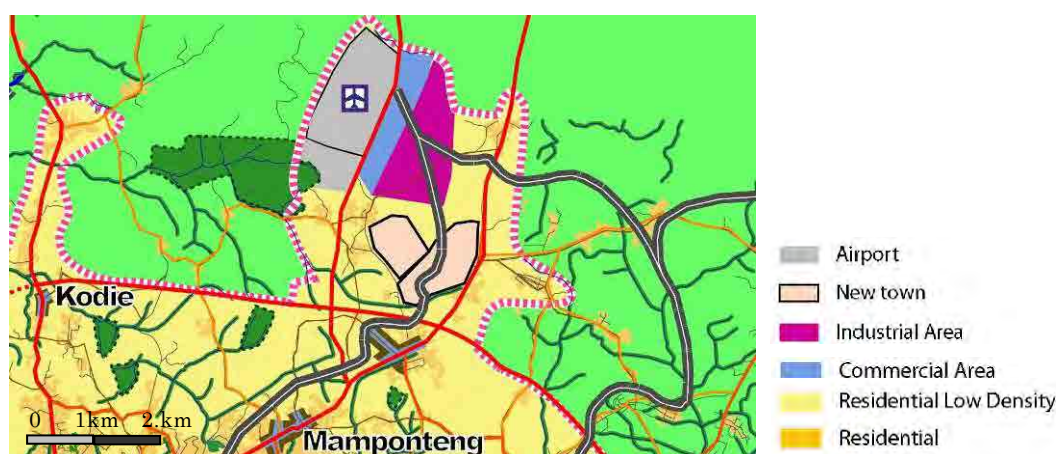 Kodie
0 1km 2.km
Mamponteng
Airport
New town
Industrial Area
Commercial Area
Residential Low Density
Residential